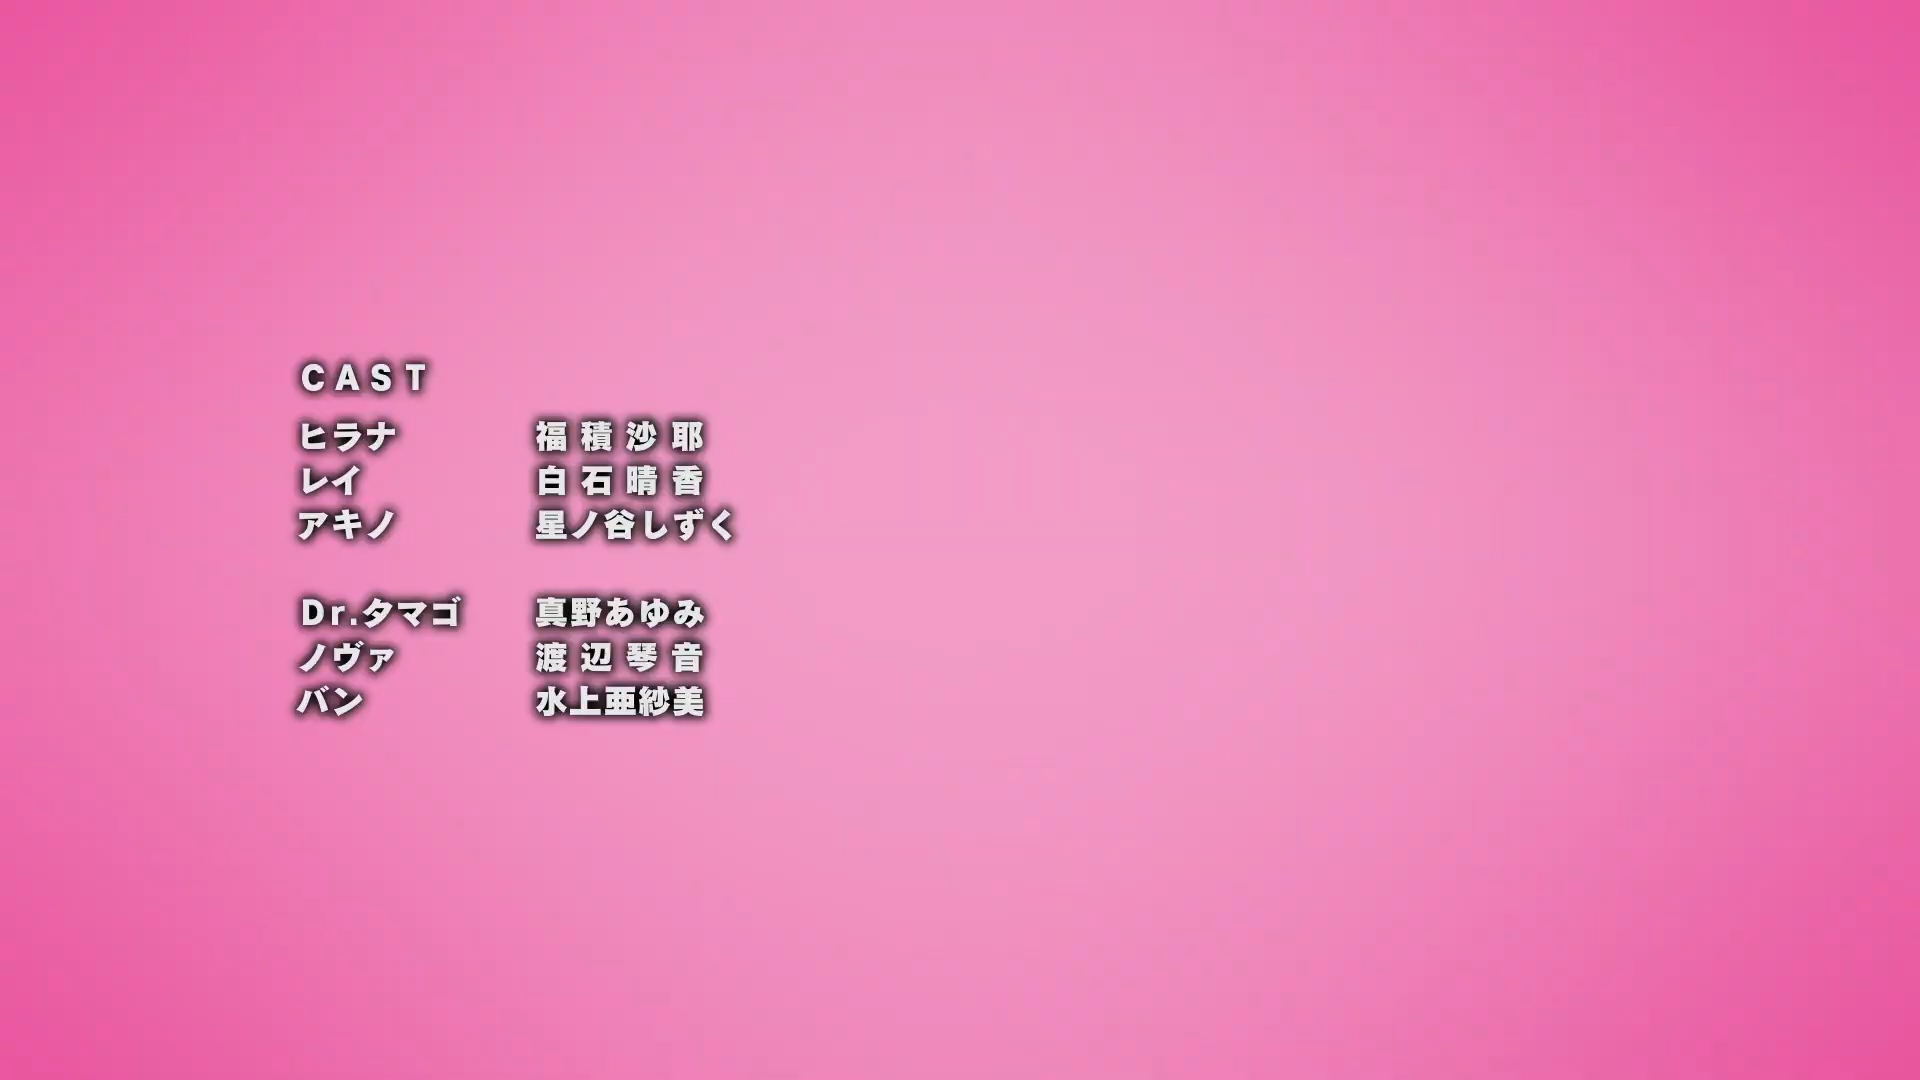 CAST
ヒラナ 福積沙耶
レイ 白石晴香
アキノ 星ノ谷しずく
Dr.タマゴ 真野あゆみ
ノヴァ 渡辺琴音
バン 水上亜紗美